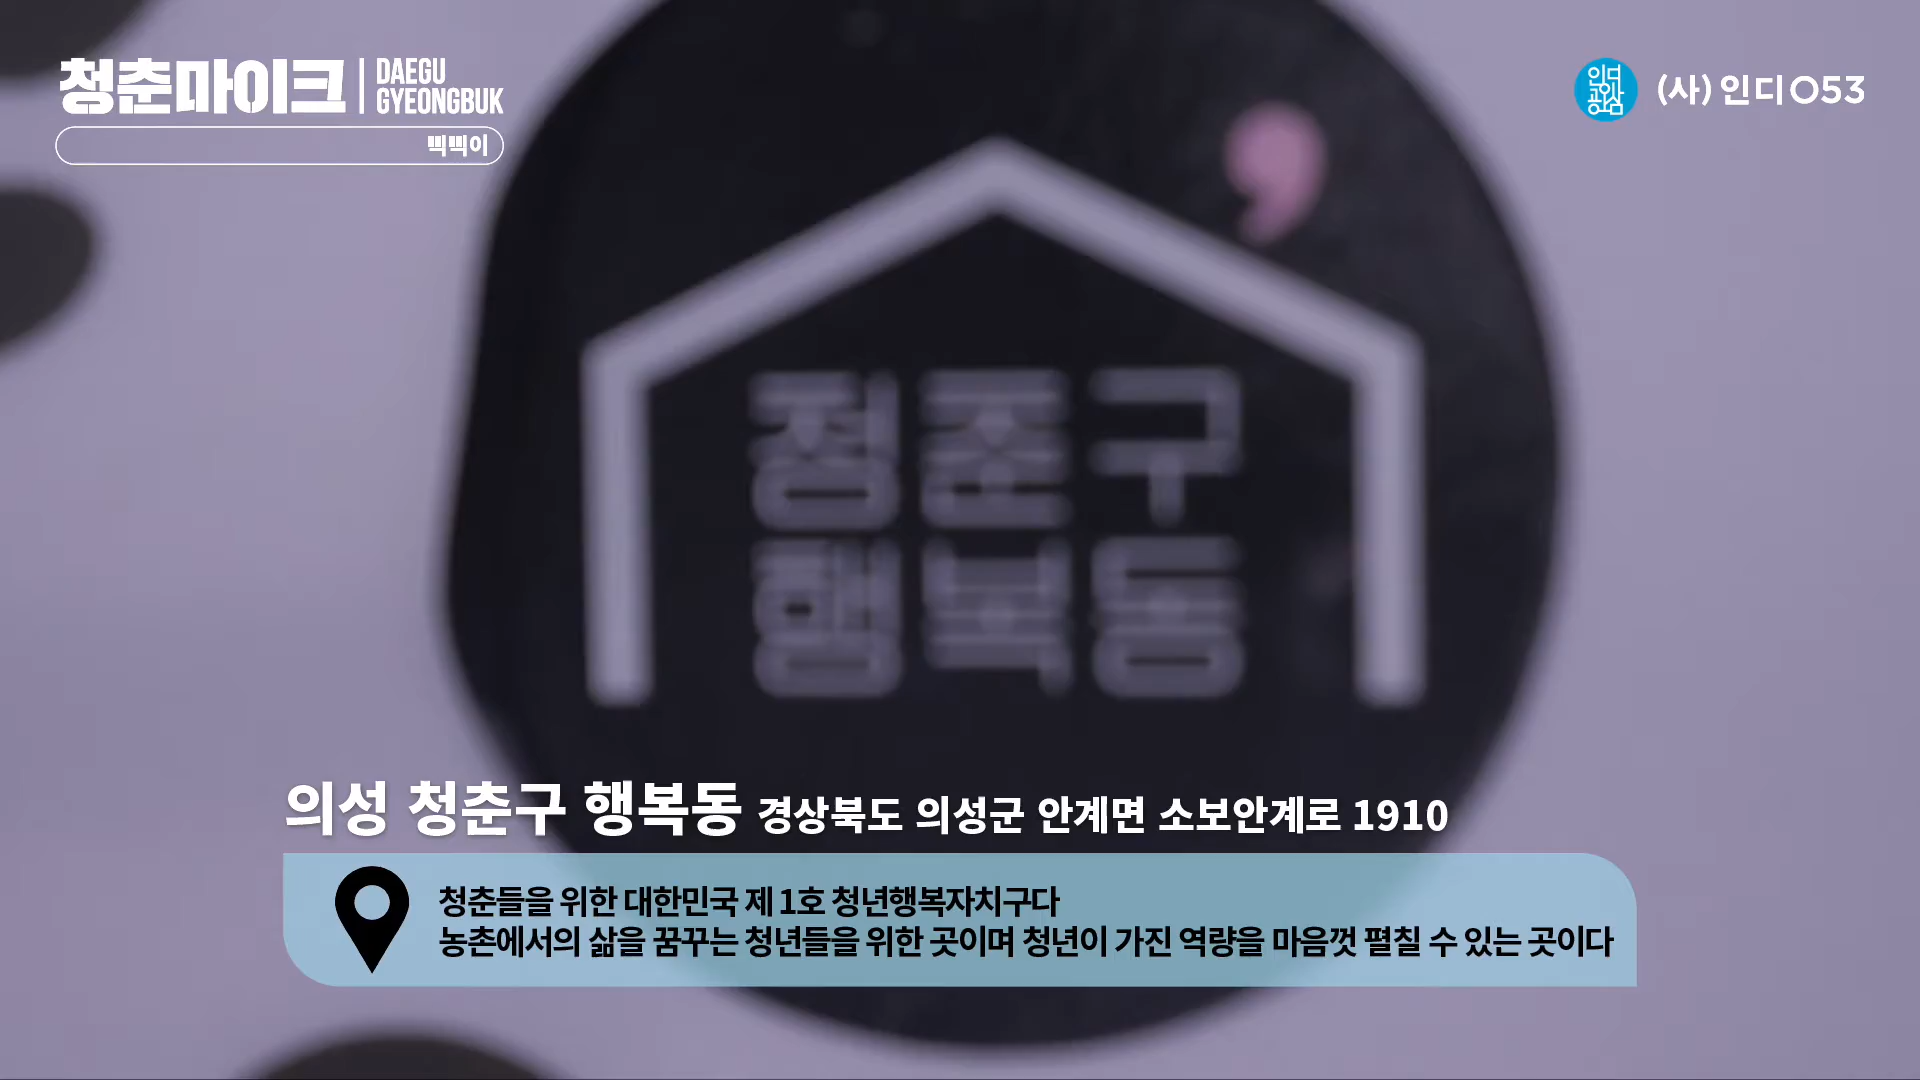 청춘마이크 DAEGU
GYEONGBUK
삑삑이
인디
(사)인디053
청춘구
행복동
의성 청춘구 행복동 경상북도 의성군 안계면 소보안계로 1910
청춘들을 위한 대한민국 제 1호 청년행복자치구다
농촌에서의 삶을 꿈꾸는 청년들을 위한 곳이며 청년이 가진 역량을 마음껏 펼칠 수 있는 곳이다